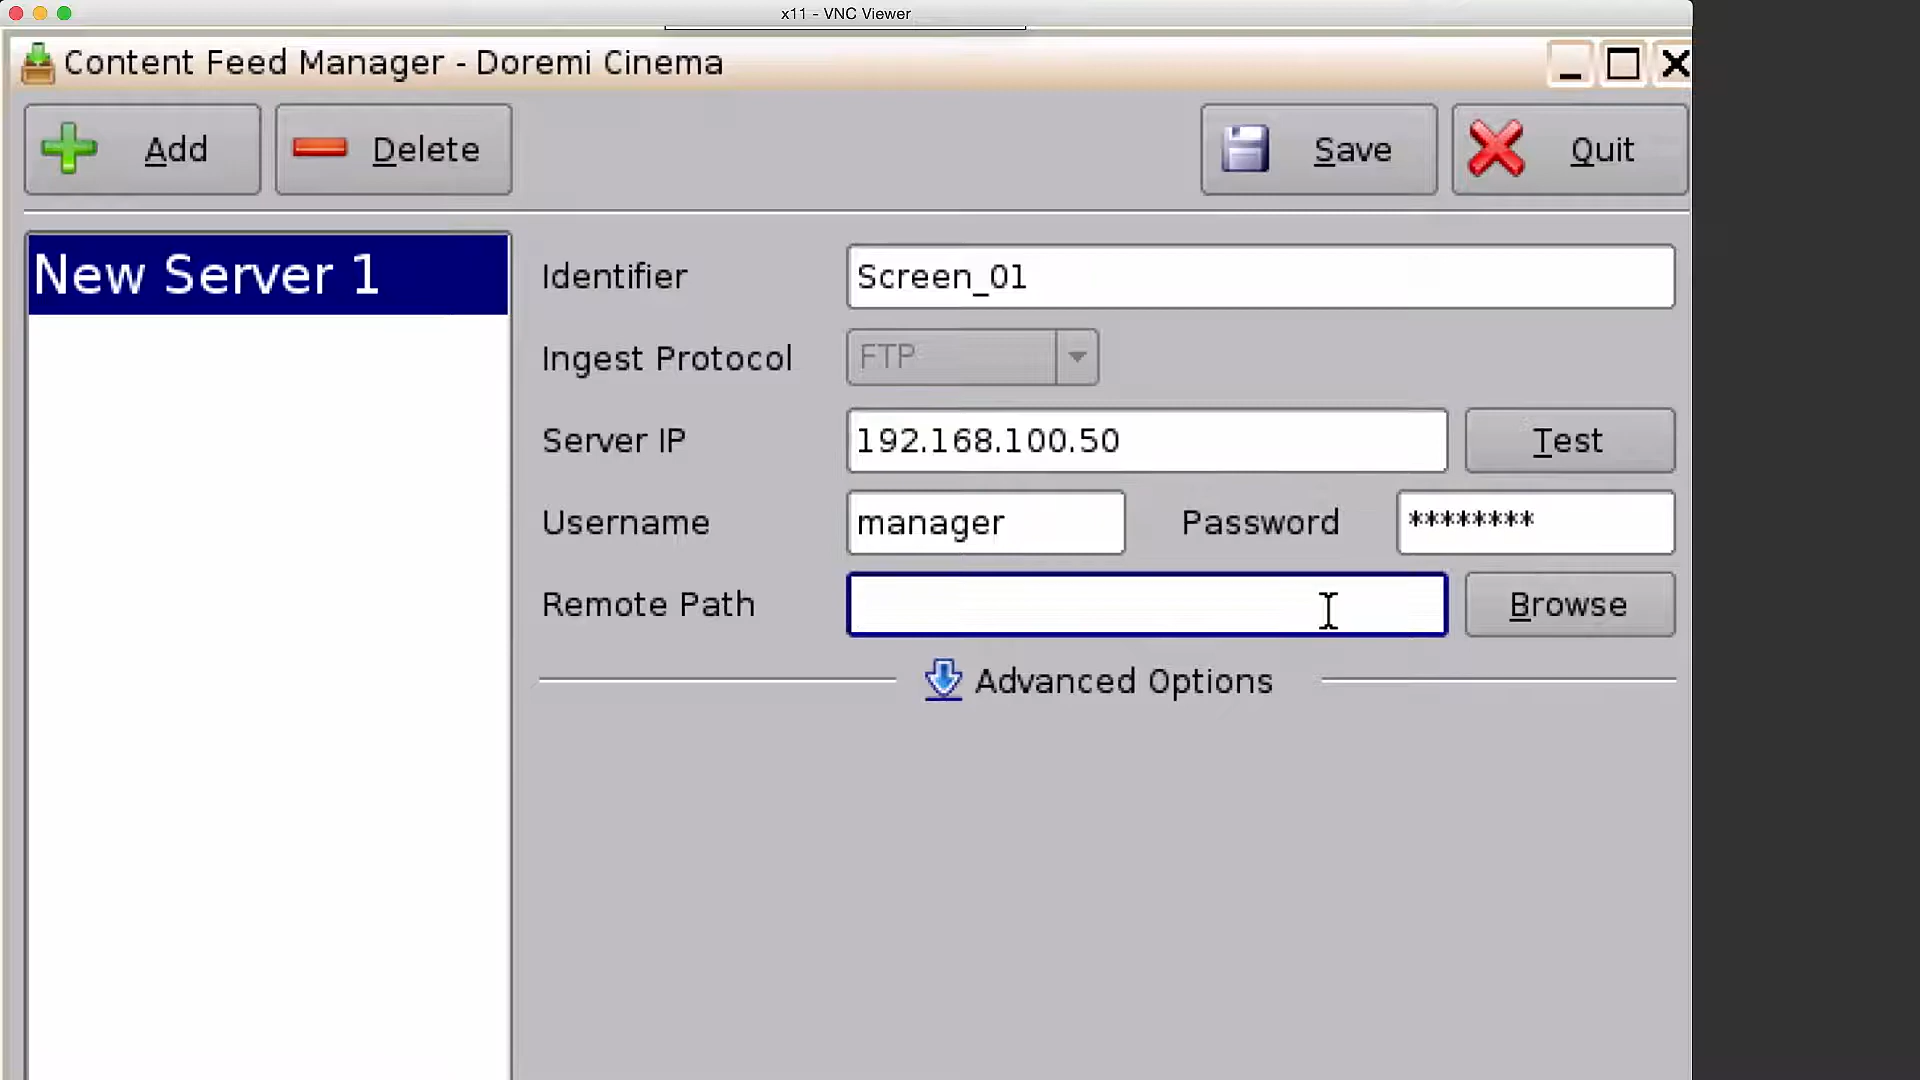 x11 - VNC Viewer
Content Feed Manager - Doremi Cinema
Add Delete Save Quit
New Server 1
Identifier Screen_01
Ingest Protocol FTP
Server IP 192.168.100.50 Test
Username manager Password ********
Remote Path Browse
Advanced Options